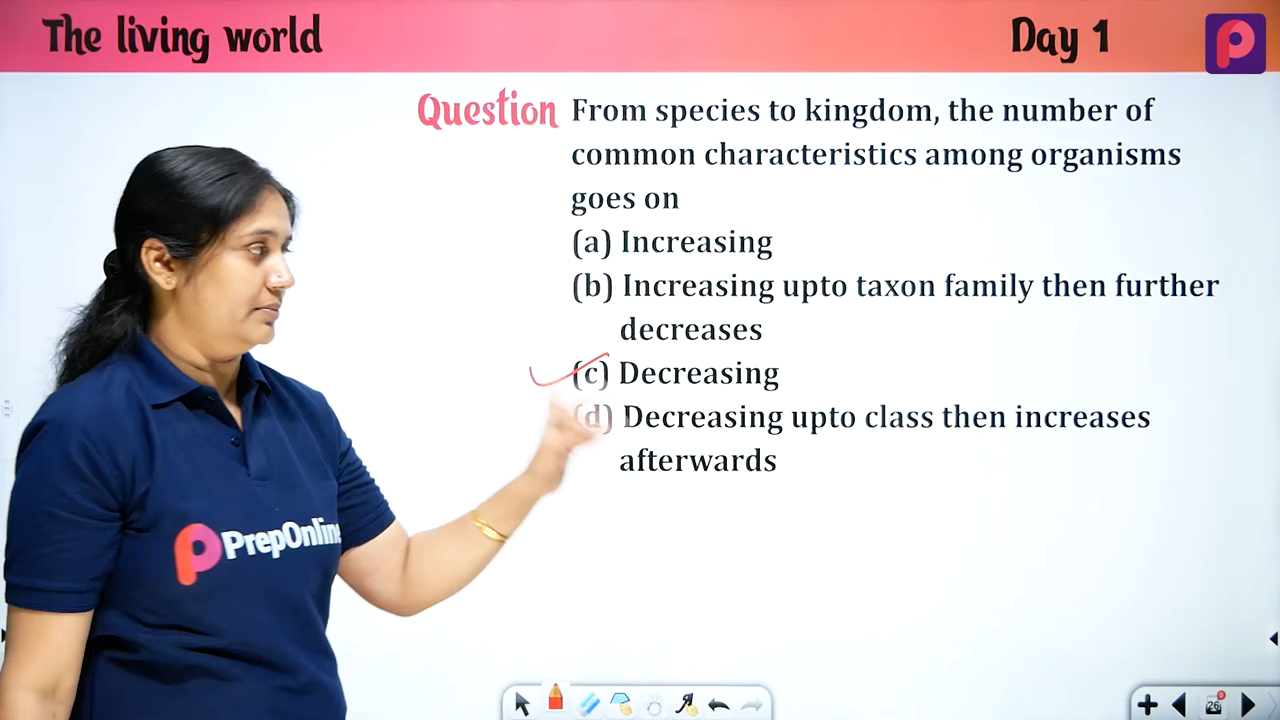 The living world
Day 1
Question From species to kingdom, the number of
common characteristics among organisms
goes on
(a) Increasing
(b) Increasing upto taxon family then further
decreases
(c) Decreasing
(d) Decreasing upto class then increases
afterwards
PrepOnline
26